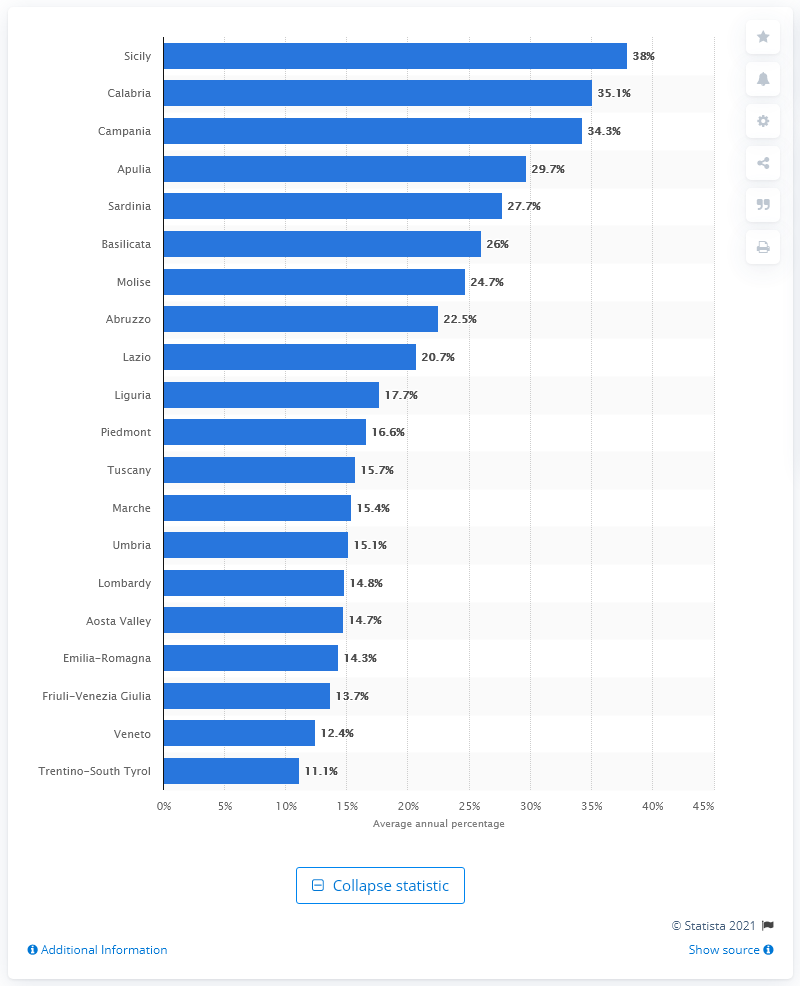 Sicily 38%
Calabria 35.1%
Campania 34.3%
Apulia 29.7%
Sardinia 27.7%
Basilicata 26%
Molise 24.7%
Abruzzo 22.5%
Lazio 20.7%
Liguria 17.7%
Piedmont 16.6%
Tuscany 15.7%
Marche 15.4%
Umbria 15.1%
Lombardy 14.8%
Aosta Valley 14.7%
Emilia-Romagna 14.3%
Friuli-Venezia Giulia 13.7%
Veneto 12.4%
Trentino-South Tyrol 11.1%
0% 5% 10% 15% 20% 25% 30% 35% 40% 45%
Average annual percentage
Collapse statistic
© Statista 2021
Additional Information Show source